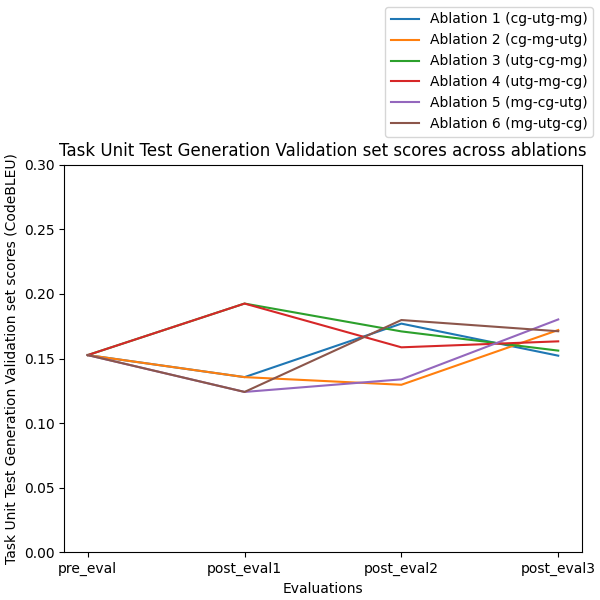 Ablation 1 (cg-utg-mg)
Ablation 2 (cg-mg-utg)
Ablation 3 (utg-cg-mg)
Ablation 4 (utg-mg-cg)
Ablation 5 (mg-cg-utg)
Ablation 6 (mg-utg-cg)
Task Unit Test Generation Validation set scores across ablations
Task Unit Test Generation Validation set scores (CodeBLEU)
0.30
0.25
0.20
0.15
0.10
0.05
0.00
pre_eval
post_eval1
post_eval2
post_eval3
Evaluations